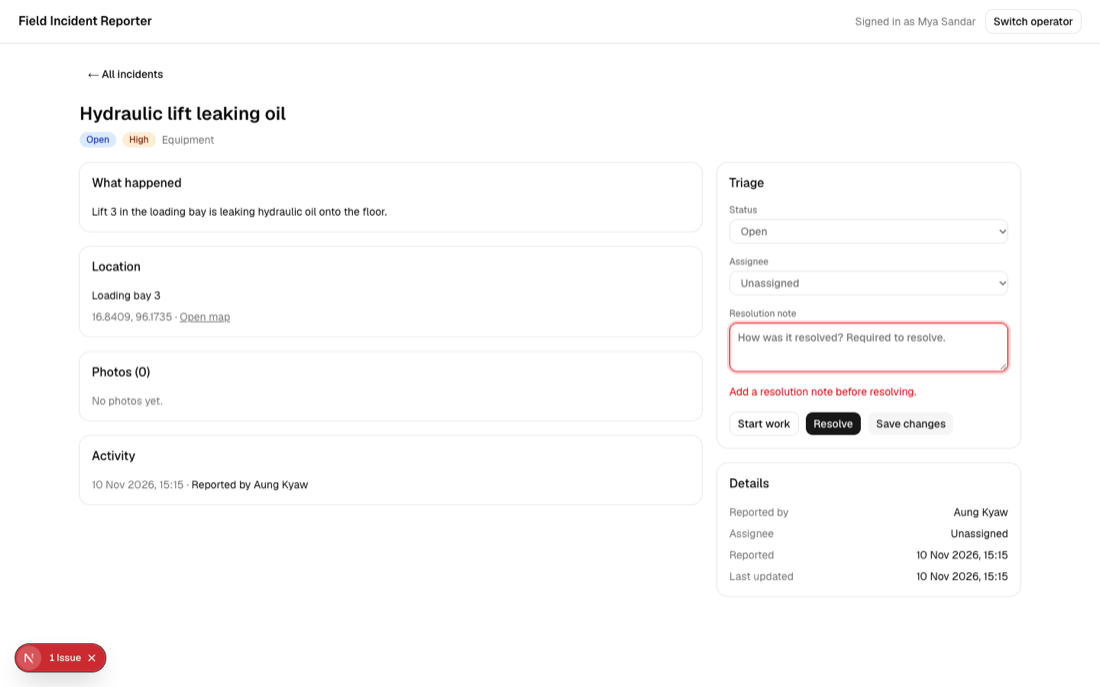 Field Incident Reporter
Signed in as Mya Sandar
Switch operator
← All incidents
Hydraulic lift leaking oil
Open High Equipment
What happened
Lift 3 in the loading bay is leaking hydraulic oil onto the floor.
Location
Loading bay 3
16.8409, 96.1735 · Open map
Photos (0)
No photos yet.
Activity
10 Nov 2026, 15:15 · Reported by Aung Kyaw
Triage
Status
Open
Assignee
Unassigned
Resolution note
How was it resolved? Required to resolve.
Add a resolution note before resolving.
Start work Resolve Save changes
Details
Reported by Aung Kyaw
Assignee Unassigned
Reported 10 Nov 2026, 15:15
Last updated 10 Nov 2026, 15:15
N 1 Issue ×